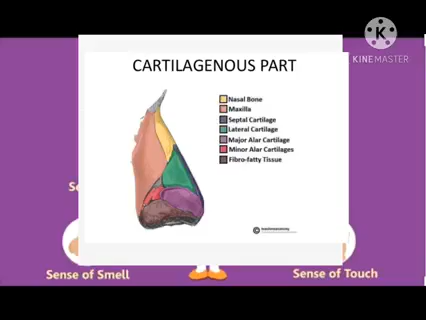 K
KINEMASTER
CARTILAGENOUS PART
Nasal Bone
Maxilla
Septal Cartilage
Lateral Cartilage
Major Alar Cartilage
Minor Alar Cartilages
Fibro-fatty Tissue
©
Sense of Smell
Sense of Touch